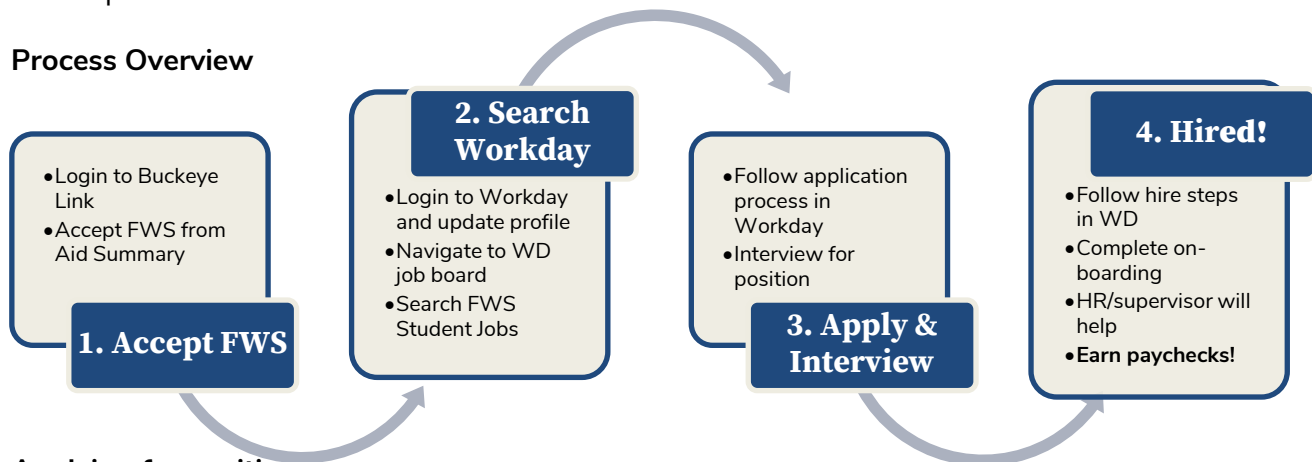 Process Overview
•Login to Buckeye
Link
•Accept FWS from
Aid Summary
1. Accept FWS
2. Search
Workday
•Login to Workday
and update profile
•Navigate to WD
job board
•Search FWS
Student Jobs
•Follow application
process in
Workday
•Interview for
position
3. Apply &
Interview
4. Hired!
•Follow hire steps
in WD
•Complete on-
boarding
•HR/supervisor will
help
•Earn paychecks!